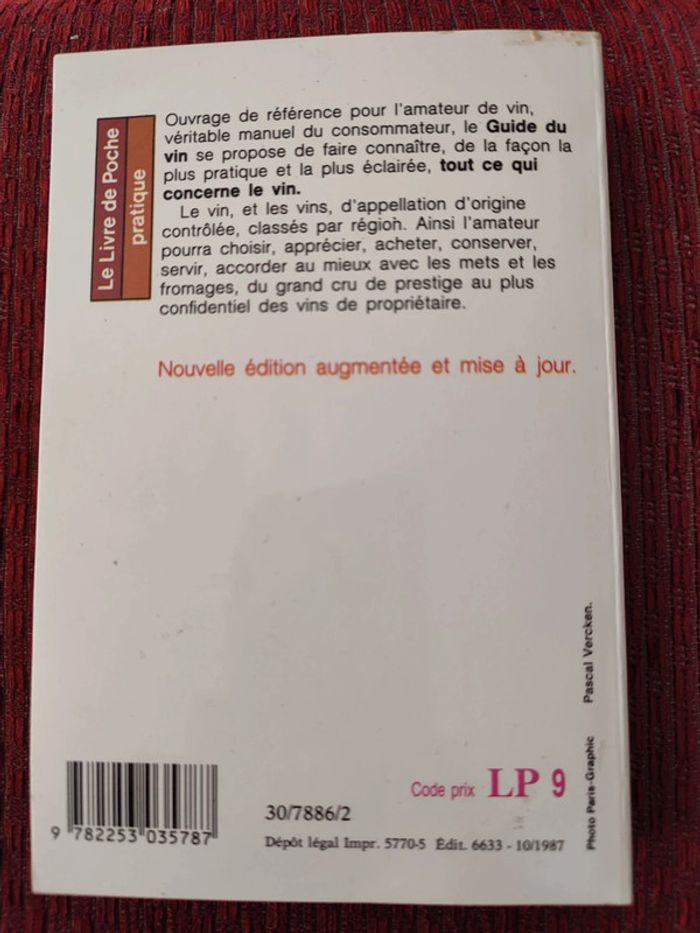 Le Livre de Poche
pratique
Ouvrage de référence pour l'amateur de vin,
véritable manuel du consommateur, le Guide du
vin se propose de faire connaître, de la façon la
plus pratique et la plus éclairée, tout ce qui
concerne le vin.
Le vin, et les vins, d'appellation d'origine
contrôlée, classés par région. Ainsi l'amateur
pourra choisir, apprécier, acheter, conserver,
servir, accorder au mieux avec les mets et les
fromages, du grand cru de prestige au plus
confidentiel des vins de propriétaire.
Nouvelle édition augmentée et mise à jour.
Photo Paris-Graphic Pascal Vercken.
Code prix LP 9
30/7886/2
9 782253 035787
Dépôt légal Impr. 5770-5 Édit. 6633 - 10/1987